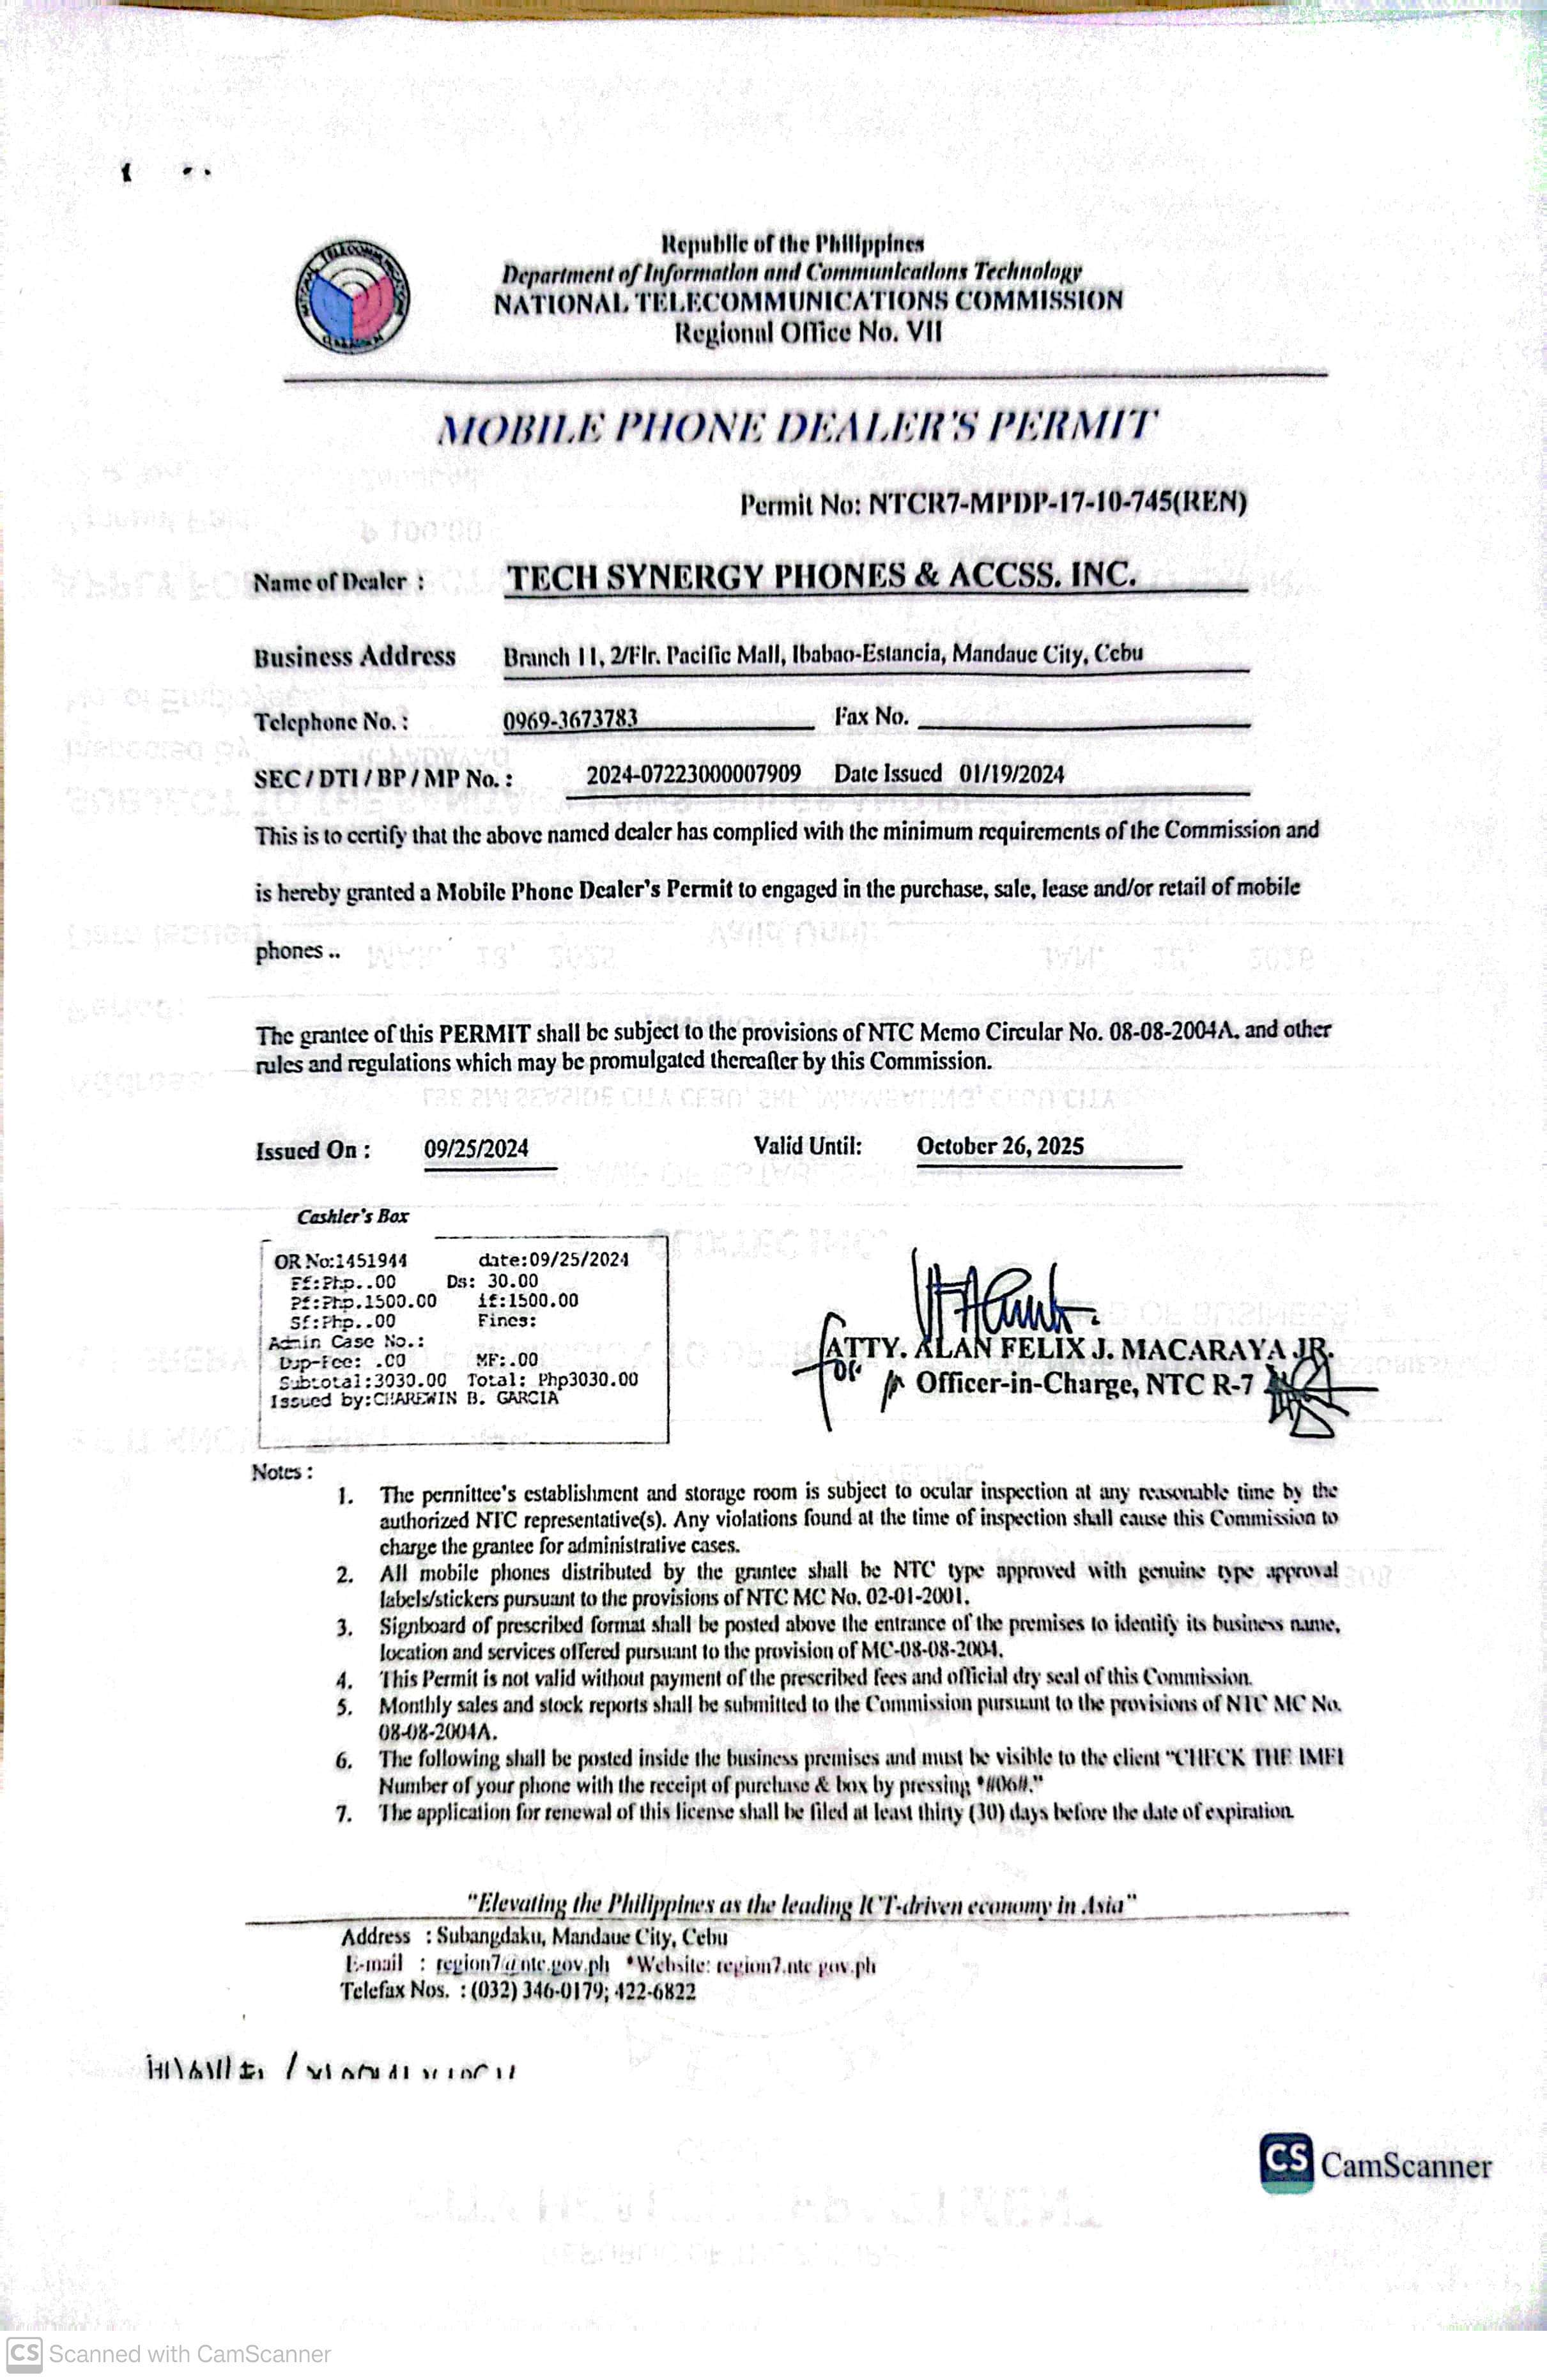 Republic of the Philippines
Department of Information and Communications Technology
NATIONAL TELECOMMUNICATIONS COMMISSION
Regional Office No. VII
MOBILE PHONE DEALER'S PERMIT
Permit No: NTCR7-MPDP-17-10-745(REN)
Name of Dealer : TECH SYNERGY PHONES & ACCSS. INC.
Business Address Branch 11, 2/Flr. Pacific Mall, Ibabao-Estancia, Mandaue City, Cebu
Telephone No. : 0969-3673783 Fax No.
SEC / DTI / BP / MP No. : 2024-07223000007909 Date Issued 01/19/2024
This is to certify that the above named dealer has complied with the minimum requirements of the Commission and
is hereby granted a Mobile Phone Dealer's Permit to engaged in the purchase, sale, lease and/or retail of mobile
phones ..
The grantee of this PERMIT shall be subject to the provisions of NTC Memo Circular No. 08-08-2004A, and other
rules and regulations which may be promulgated thereafter by this Commission.
Issued On : 09/25/2024 Valid Until: October 26, 2025
Cashier's Box
OR No:1451944 date:09/25/2024
Ff:Php..00 Ds: 30.00
Pf:Php.1500.00 if:1500.00
Sf:Php..00 Fines:
Admin Case No.:
Dup-Fee: .00 MF:.00
Subtotal:3030.00 Total: Php3030.00
Issued by:CHAREWIN B. GARCIA
ATTY. ALAN FELIX J. MACARAYA JR.
for Officer-in-Charge, NTC R-7
Notes :
1. The permittee's establishment and storage room is subject to ocular inspection at any reasonable time by the
authorized NTC representative(s). Any violations found at the time of inspection shall cause this Commission to
charge the grantee for administrative cases.
2. All mobile phones distributed by the grantee shall be NTC type approved with genuine type approval
labels/stickers pursuant to the provisions of NTC MC No. 02-01-2001.
3. Signboard of prescribed format shall be posted above the entrance of the premises to identify its business name,
location and services offered pursuant to the provision of MC-08-08-2004.
4. This Permit is not valid without payment of the prescribed fees and official dry seal of this Commission.
5. Monthly sales and stock reports shall be submitted to the Commission pursuant to the provisions of NTC MC No.
08-08-2004A.
6. The following shall be posted inside the business premises and must be visible to the client "CHECK THE IMEI
Number of your phone with the receipt of purchase & box by pressing *#06#."
7. The application for renewal of this license shall be filed at least thirty (30) days before the date of expiration.
"Elevating the Philippines as the leading ICT-driven economy in Asia"
Address : Subangdaku, Mandaue City, Cebu
E-mail : region7@ntc.gov.ph *Website: region7.ntc.gov.ph
Telefax Nos. : (032) 346-0179; 422-6822
CS CamScanner
CS Scanned with CamScanner